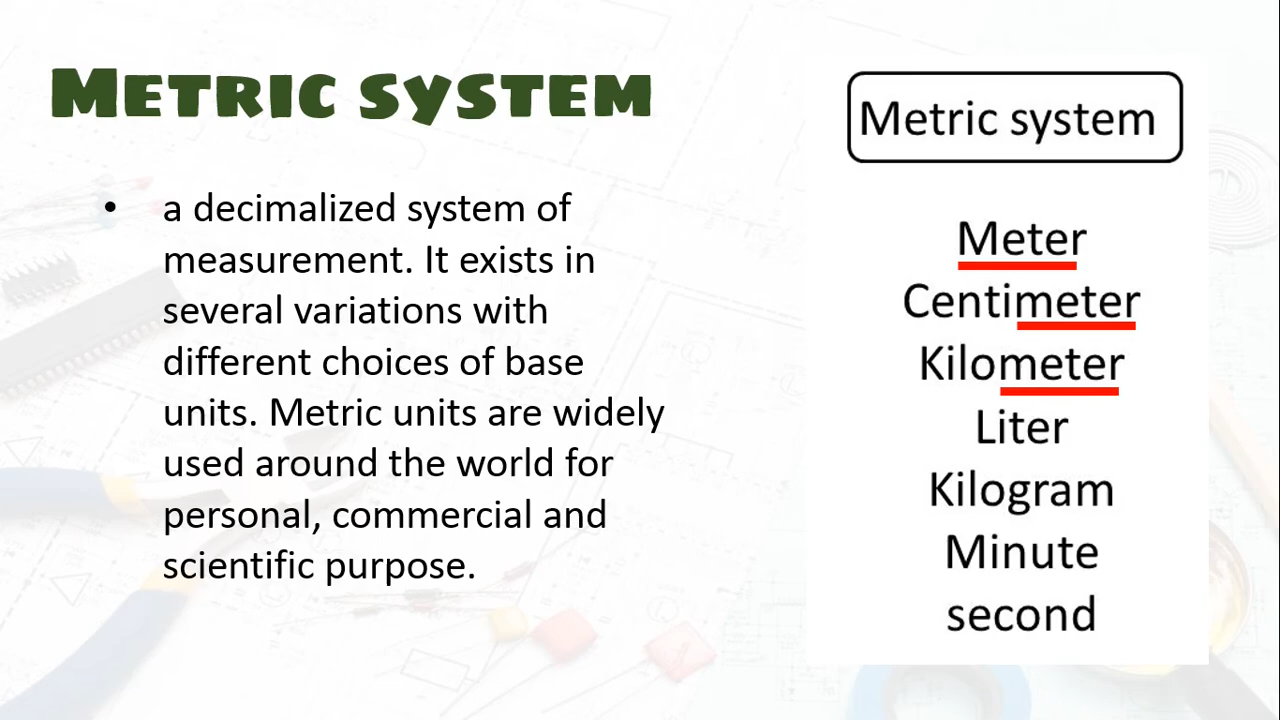 Metric system
• a decimalized system of
measurement. It exists in
several variations with
different choices of base
units. Metric units are widely
used around the world for
personal, commercial and
scientific purpose.
Metric system
Meter
Centimeter
Kilometer
Liter
Kilogram
Minute
second